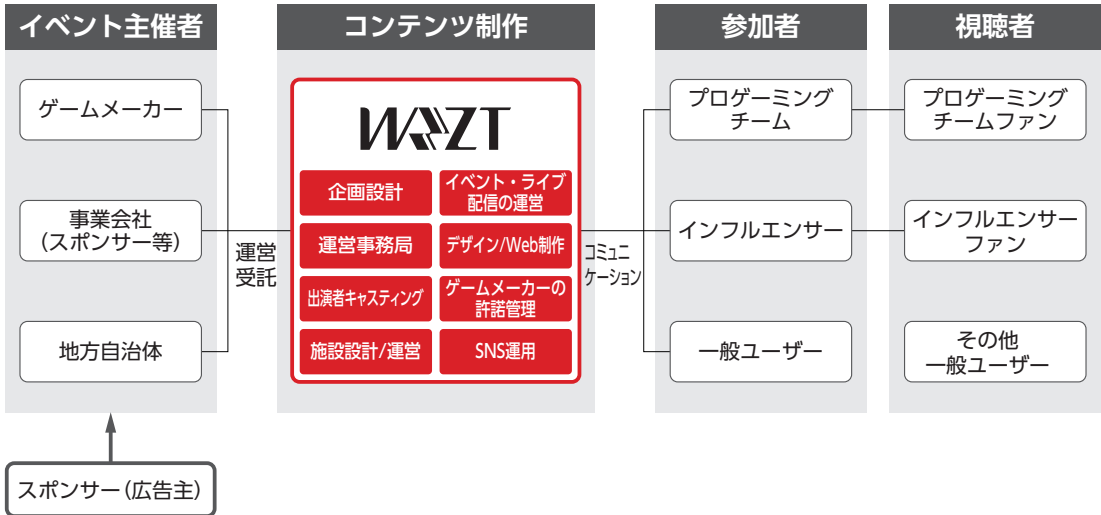 イベント主催者
ゲームメーカー
事業会社
(スポンサー等)
地方自治体
スポンサー(広告主)
運営
受託
コンテンツ制作
WRZT
企画設計
イベント・ライブ
配信の運営
運営事務局
デザイン/Web制作
出演者キャスティング
ゲームメーカーの
許諾管理
施設設計/運営
SNS運用
コミュニ
ケーション
参加者
プロゲーミング
チーム
インフルエンサー
一般ユーザー
視聴者
プロゲーミング
チームファン
インフルエンサー
ファン
その他
一般ユーザー